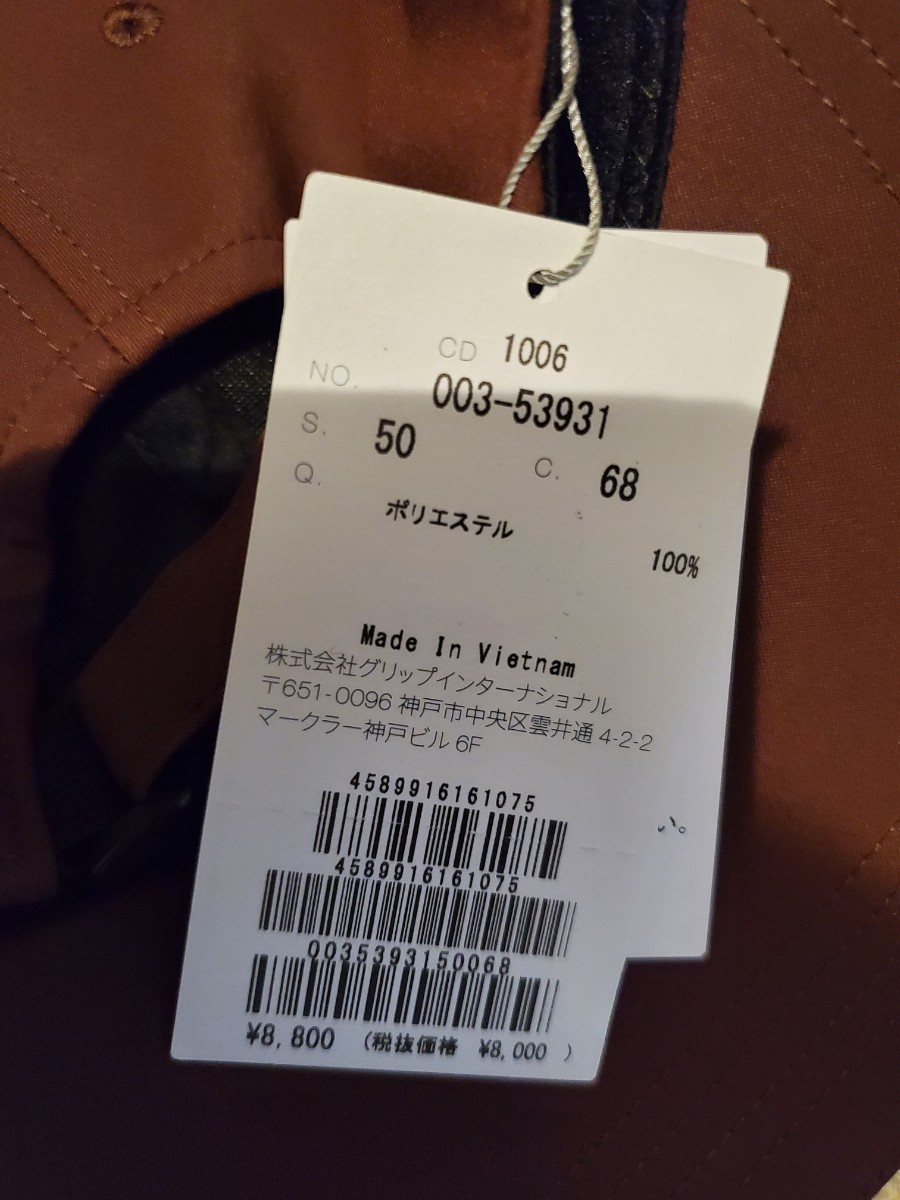 CD 1006
NO. 003-53931
S. 50 C. 68
Q.
ポリエステル
100%
Made In Vietnam
株式会社グリップインターナショナル
〒651-0096 神戸市中央区雲井通 4-2-2
マークラー神戸ビル 6F
4589916161075
4589916161075
0035393150068
¥8,800 (税抜価格 ¥8,000 )